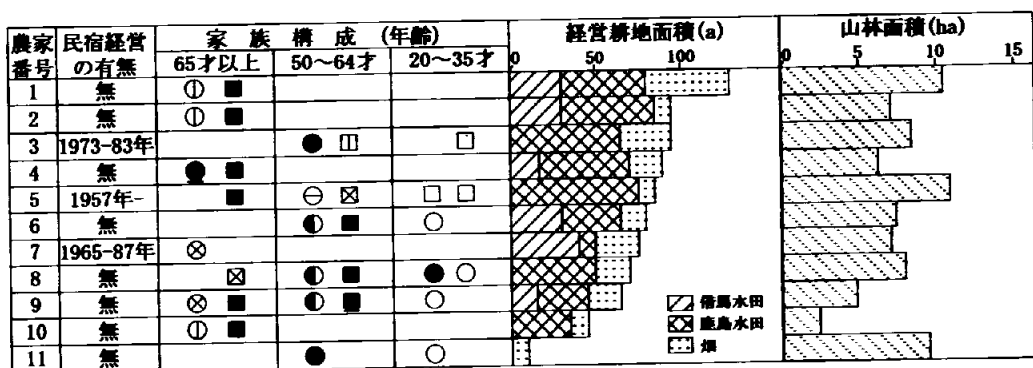 農家番号 民宿経営の有無 家族構成(年齢) 経営耕地面積(a) 山林面積(ha)
65才以上 50～64才 20～35才 0 50 100 0 5 10 15
1 無
2 無
3 1973-83年
4 無
5 1957年-
6 無
7 1965-87年
8 無
9 無
10 無
11 無
水田
鹿島水田
畑